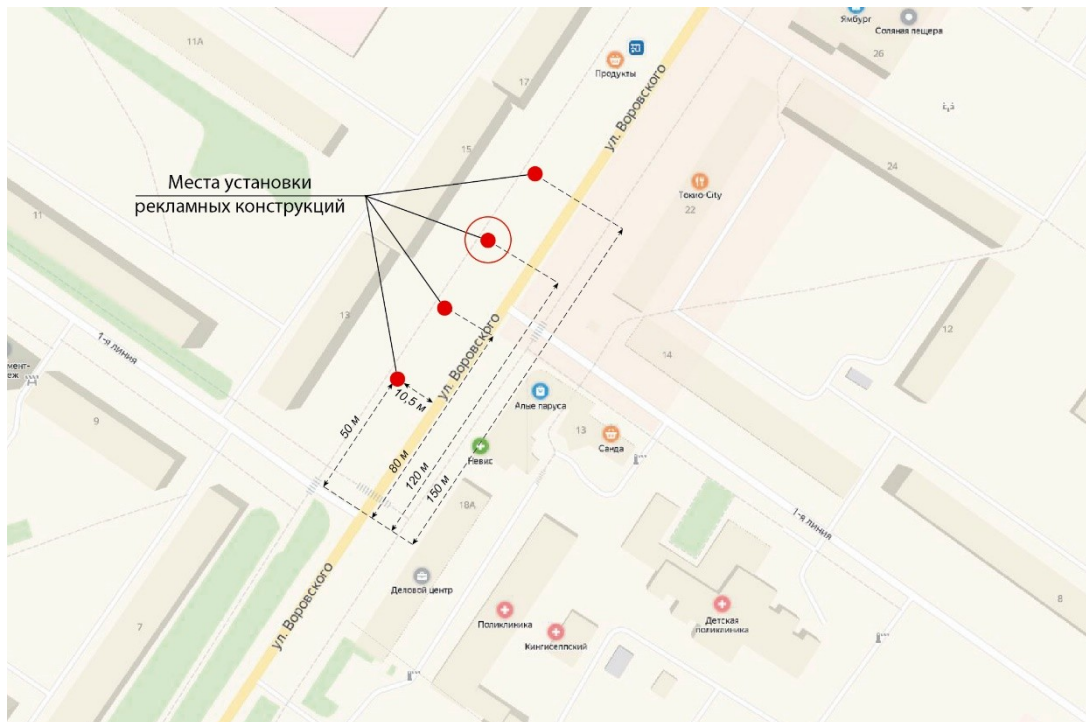 Ямбург
Соляная пещера
11А
26
Продукты
17
ул. Воровского
15
24
Места установки
рекламных конструкций
Токио-City
22
11
13
ул. Воровского
1-я линия
12
14
10,5 м
Алые паруса
50 м
13
9
80 м
Невис
Санда
120 м
150 м
18А
1-я линия
Деловой центр
ул. Воровского
8
Поликлиника
Детская
поликлиника
7
Кингисеппский